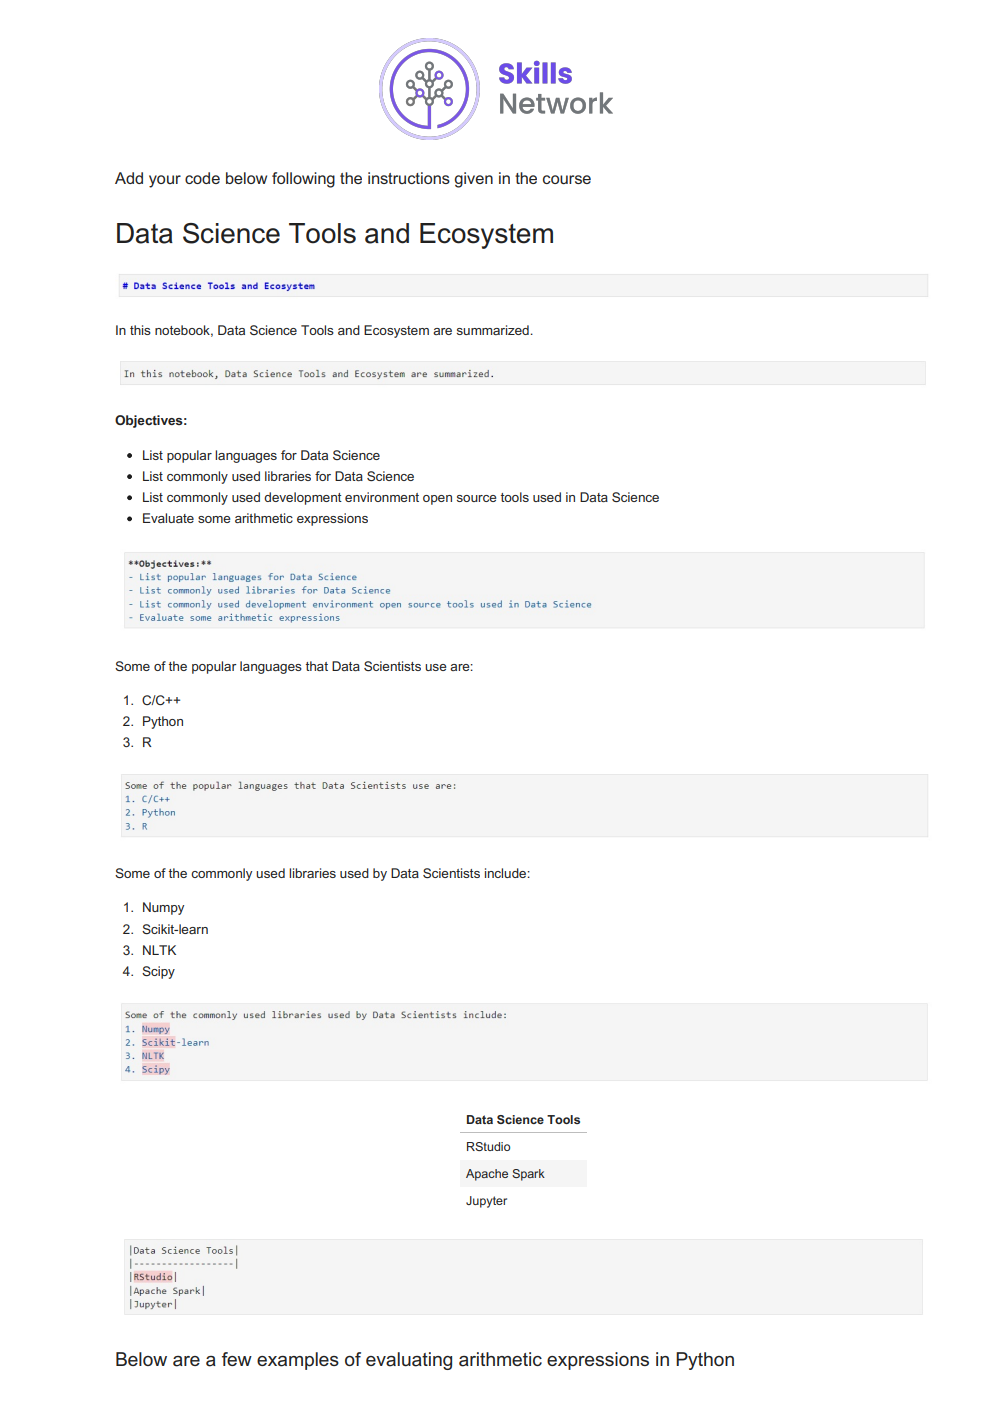 Skills
Network
Add your code below following the instructions given in the course
Data Science Tools and Ecosystem
# Data Science Tools and Ecosystem
In this notebook, Data Science Tools and Ecosystem are summarized.
In this notebook, Data Science Tools and Ecosystem are summarized.
Objectives:
• List popular languages for Data Science
• List commonly used libraries for Data Science
• List commonly used development environment open source tools used in Data Science
• Evaluate some arithmetic expressions
**Objectives:**
- List popular languages for Data Science
- List commonly used libraries for Data Science
- List commonly used development environment open source tools used in Data Science
- Evaluate some arithmetic expressions
Some of the popular languages that Data Scientists use are:
1. C/C++
2. Python
3. R
Some of the popular languages that Data Scientists use are:
1. C/C++
2. Python
3. R
Some of the commonly used libraries used by Data Scientists include:
1. Numpy
2. Scikit-learn
3. NLTK
4. Scipy
Some of the commonly used libraries used by Data Scientists include:
1. Numpy
2. Scikit-learn
3. NLTK
4. Scipy
Data Science Tools
RStudio
Apache Spark
Jupyter
|Data Science Tools|
|------------------|
|RStudio|
|Apache Spark|
|Jupyter|
Below are a few examples of evaluating arithmetic expressions in Python